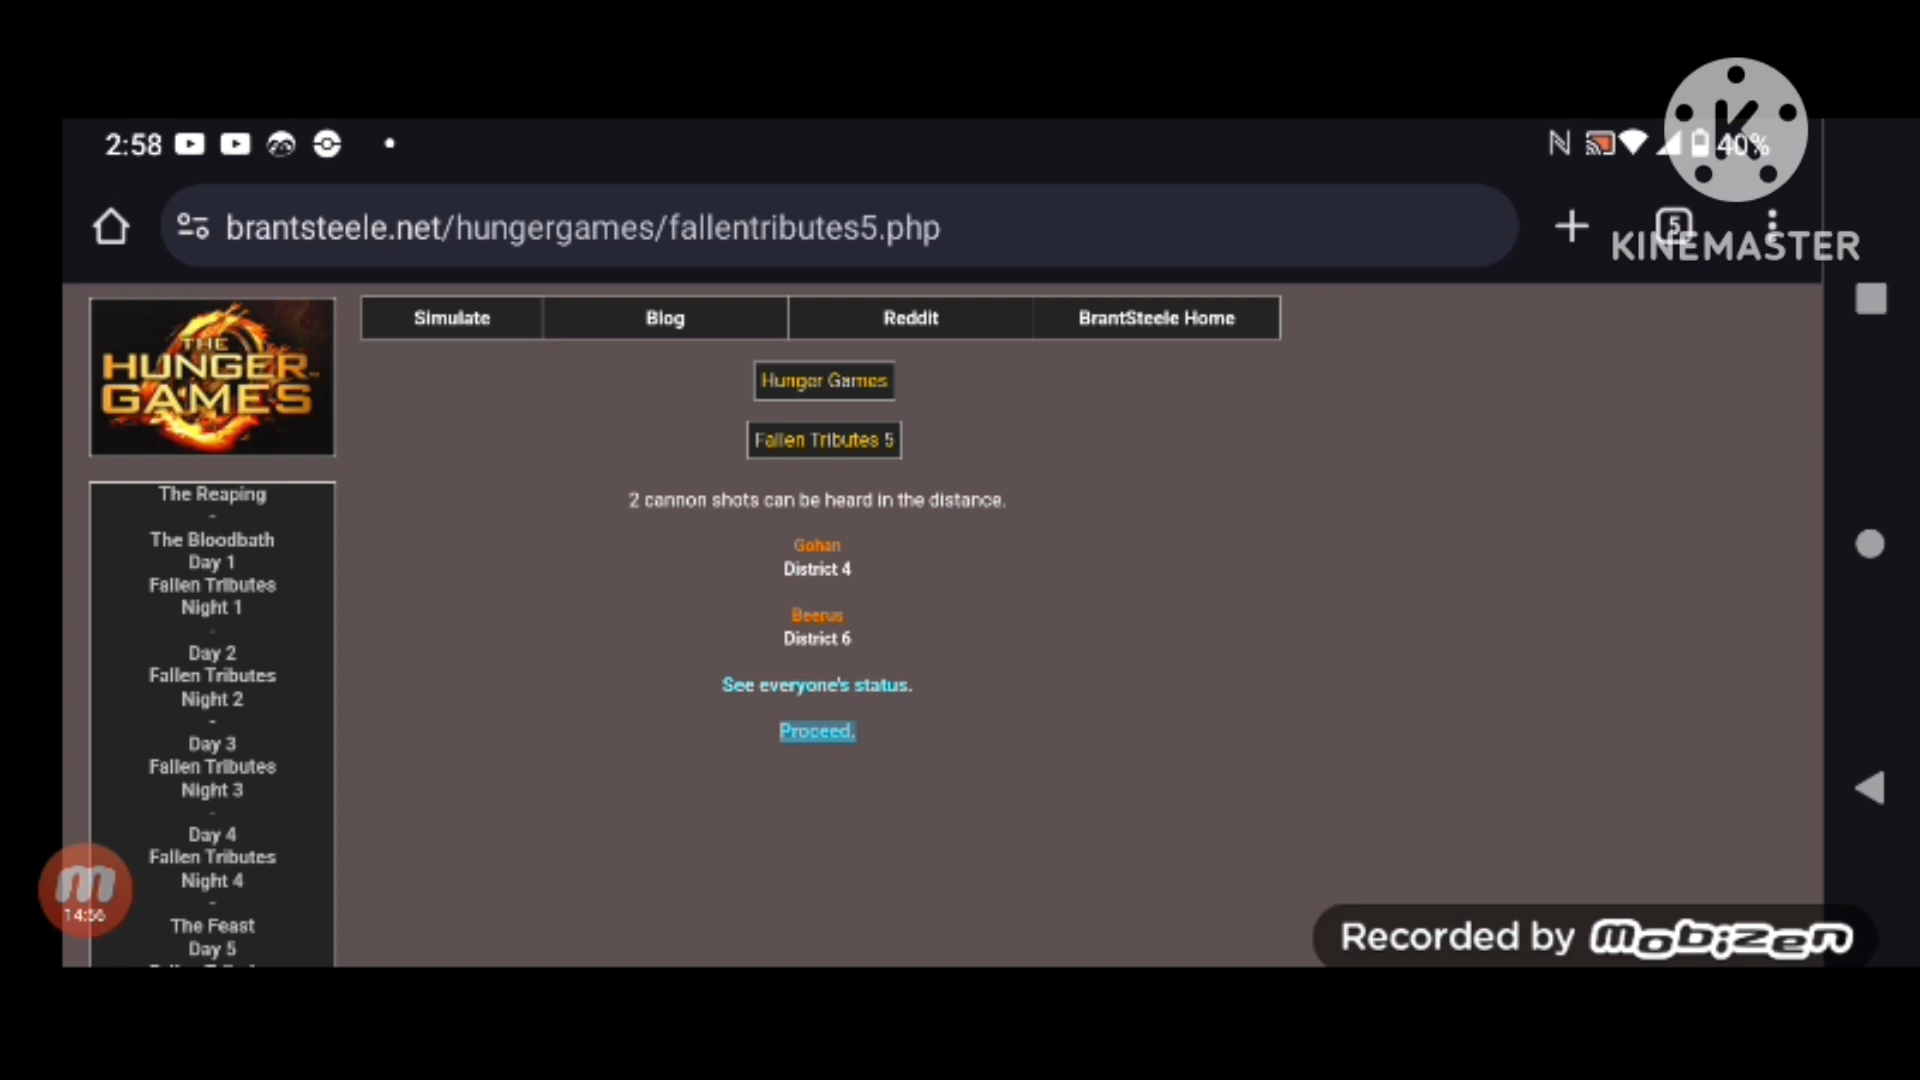 2:58
40%
brantsteele.net/hungergames/fallentributes5.php
5
KINEMASTER
THE
HUNGER
GAMES
Simulate
Blog
Reddit
BrantSteele Home
Hunger Games
Fallen Tributes 5
2 cannon shots can be heard in the distance.
Gohan
District 4
Beerus
District 6
See everyone's status.
Proceed.
The Reaping
-
The Bloodbath
Day 1
Fallen Tributes
Night 1
-
Day 2
Fallen Tributes
Night 2
-
Day 3
Fallen Tributes
Night 3
-
Day 4
Fallen Tributes
Night 4
-
The Feast
Day 5
14:56
Recorded by Mobizen